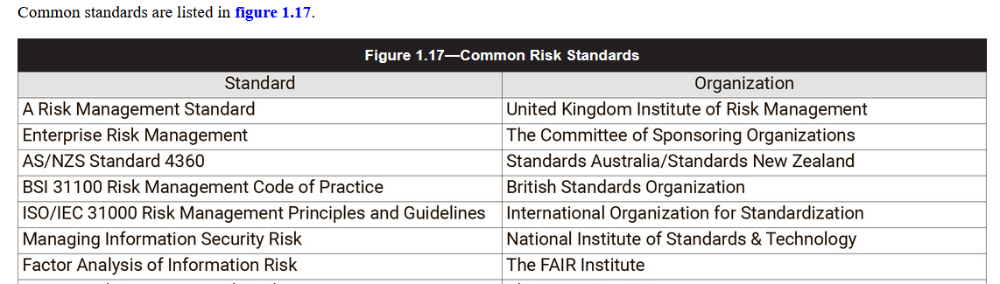 Common standards are listed in figure 1.17.
Figure 1.17—Common Risk Standards
Standard Organization
A Risk Management Standard United Kingdom Institute of Risk Management
Enterprise Risk Management The Committee of Sponsoring Organizations
AS/NZS Standard 4360 Standards Australia/Standards New Zealand
BSI 31100 Risk Management Code of Practice British Standards Organization
ISO/IEC 31000 Risk Management Principles and Guidelines International Organization for Standardization
Managing Information Security Risk National Institute of Standards & Technology
Factor Analysis of Information Risk The FAIR Institute